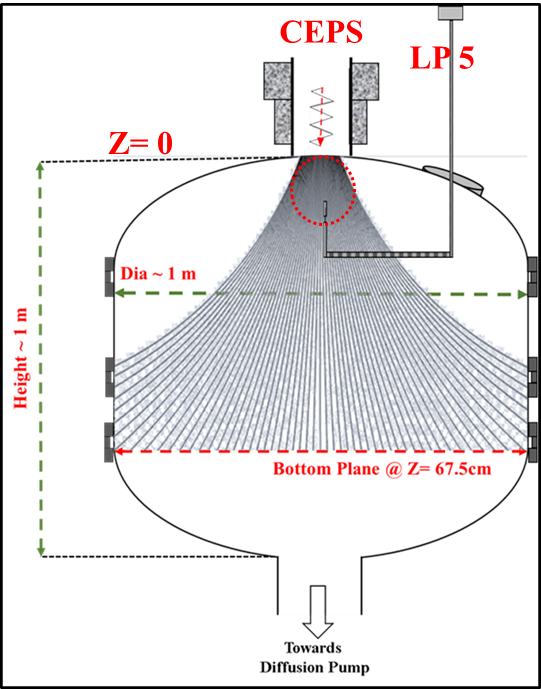 CEPS
LP 5
Z= 0
Dia ~ 1 m
Height ~ 1 m
Bottom Plane @ Z= 67.5cm
Towards
Diffusion Pump